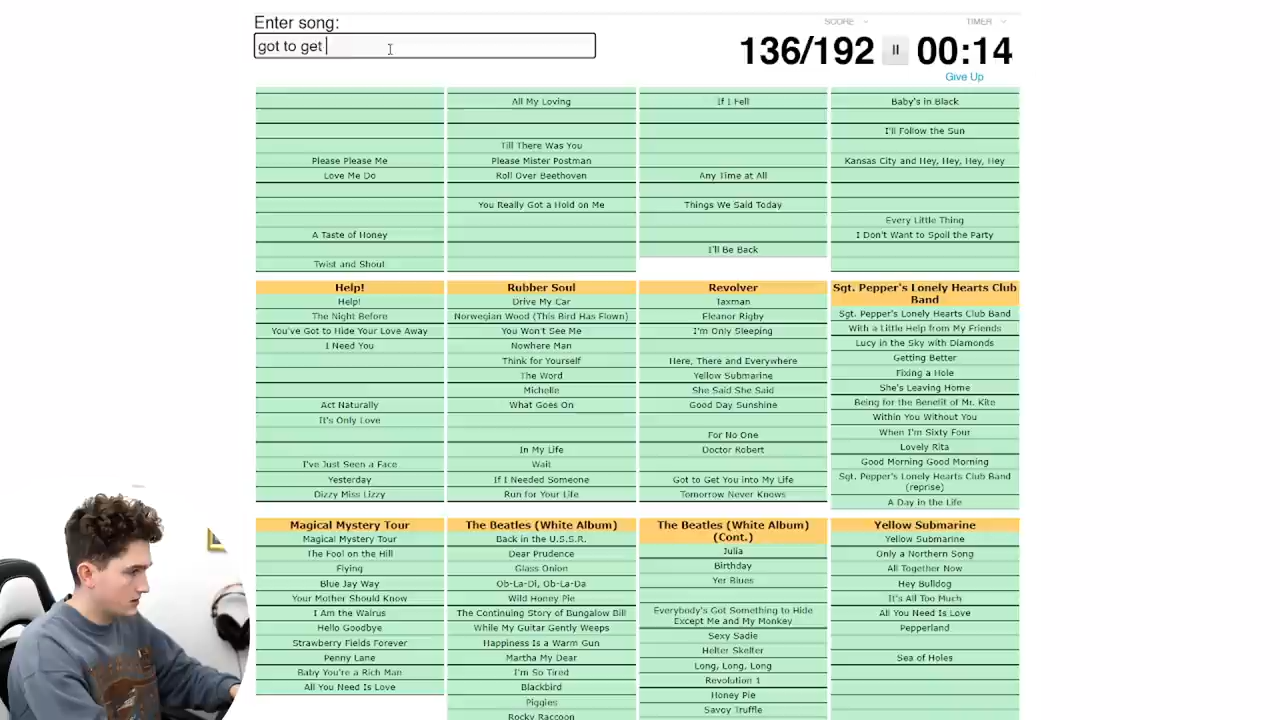 Enter song:
got to get
SCORE
TIMER
136/192
00:14
Give Up
All My Loving
If I Fell
Baby's in Black
I'll Follow the Sun
Till There Was You
Please Please Me
Please Mister Postman
Kansas City and Hey, Hey, Hey, Hey
Love Me Do
Roll Over Beethoven
Any Time at All
You Really Got a Hold on Me
Things We Said Today
Every Little Thing
A Taste of Honey
I Don't Want to Spoil the Party
I'll Be Back
Twist and Shout
Help!
Help!
The Night Before
You've Got to Hide Your Love Away
I Need You
Act Naturally
It's Only Love
I've Just Seen a Face
Yesterday
Dizzy Miss Lizzy
Rubber Soul
Drive My Car
Norwegian Wood (This Bird Has Flown)
You Won't See Me
Nowhere Man
Think for Yourself
The Word
Michelle
What Goes On
In My Life
Wait
If I Needed Someone
Run for Your Life
Revolver
Taxman
Eleanor Rigby
I'm Only Sleeping
Here, There and Everywhere
Yellow Submarine
She Said She Said
Good Day Sunshine
For No One
Doctor Robert
Got to Get You into My Life
Tomorrow Never Knows
Sgt. Pepper's Lonely Hearts Club
Band
Sgt. Pepper's Lonely Hearts Club Band
With a Little Help from My Friends
Lucy in the Sky with Diamonds
Getting Better
Fixing a Hole
She's Leaving Home
Being for the Benefit of Mr. Kite
Within You Without You
When I'm Sixty Four
Lovely Rita
Good Morning Good Morning
Sgt. Pepper's Lonely Hearts Club Band
(reprise)
A Day in the Life
Magical Mystery Tour
Magical Mystery Tour
The Fool on the Hill
Flying
Blue Jay Way
Your Mother Should Know
I Am the Walrus
Hello Goodbye
Strawberry Fields Forever
Penny Lane
Baby You're a Rich Man
All You Need Is Love
The Beatles (White Album)
Back in the U.S.S.R.
Dear Prudence
Glass Onion
Ob-La-Di, Ob-La-Da
Wild Honey Pie
The Continuing Story of Bungalow Bill
While My Guitar Gently Weeps
Happiness Is a Warm Gun
Martha My Dear
I'm So Tired
Blackbird
Piggies
Rocky Raccoon
The Beatles (White Album)
(Cont.)
Julia
Birthday
Yer Blues
Everybody's Got Something to Hide
Except Me and My Monkey
Sexy Sadie
Helter Skelter
Long, Long, Long
Revolution 1
Honey Pie
Savoy Truffle
Yellow Submarine
Yellow Submarine
Only a Northern Song
All Together Now
Hey Bulldog
It's All Too Much
All You Need Is Love
Pepperland
Sea of Holes